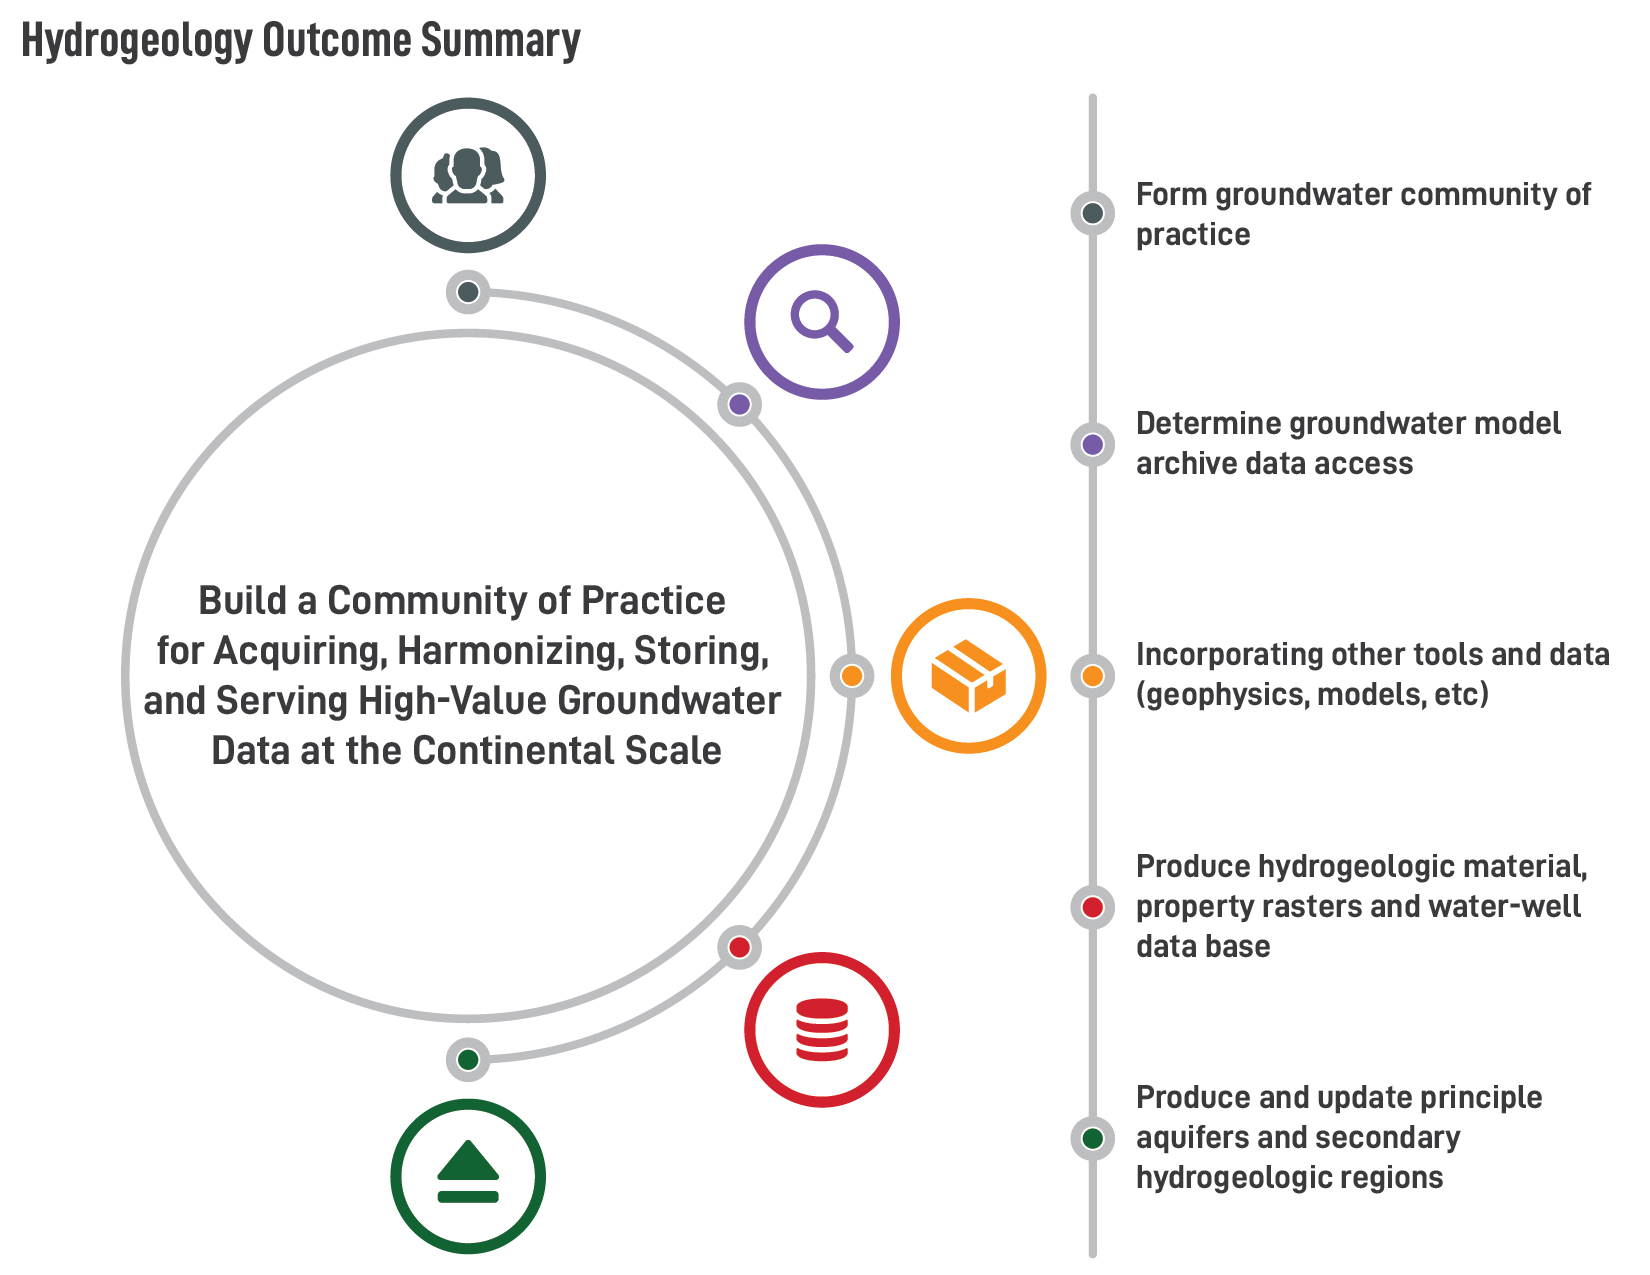 Hydrogeology Outcome Summary
Build a Community of Practice
for Acquiring, Harmonizing, Storing,
and Serving High-Value Groundwater
Data at the Continental Scale
Form groundwater community of
practice
Determine groundwater model
archive data access
Incorporating other tools and data
(geophysics, models, etc)
Produce hydrogeologic material,
property rasters and water-well
data base
Produce and update principle
aquifers and secondary
hydrogeologic regions